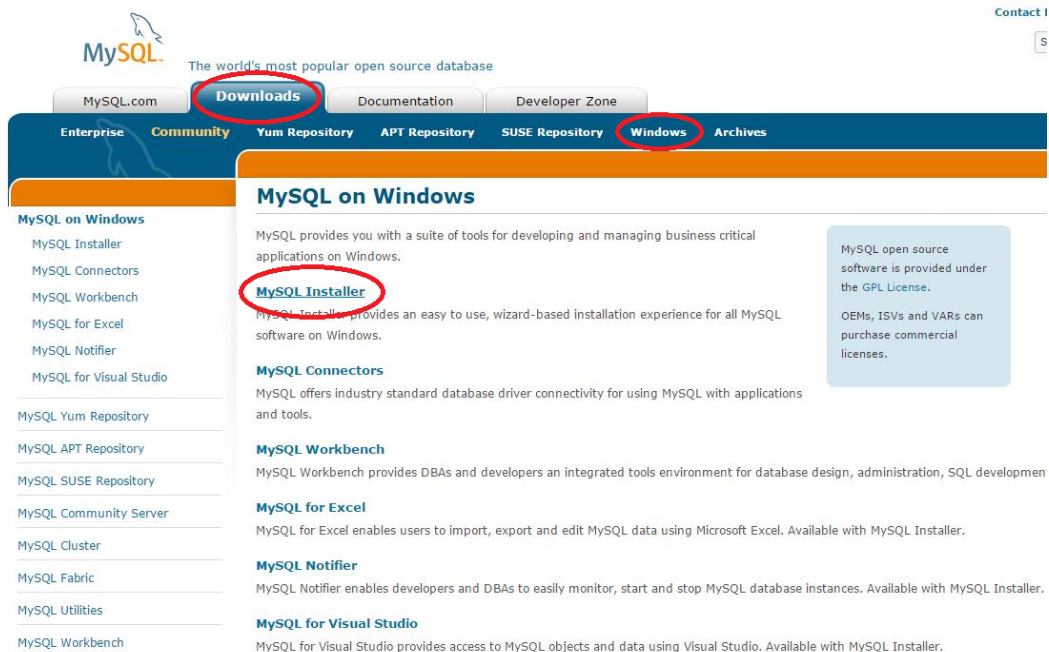 Contact
MySQL
The world's most popular open source database
MySQL.com
Downloads
Documentation
Developer Zone
Enterprise
Community
Yum Repository
APT Repository
SUSE Repository
Windows
Archives
MySQL on Windows
MySQL Installer
MySQL Connectors
MySQL Workbench
MySQL for Excel
MySQL Notifier
MySQL for Visual Studio
MySQL Yum Repository
MySQL APT Repository
MySQL SUSE Repository
MySQL Community Server
MySQL Cluster
MySQL Fabric
MySQL Utilities
MySQL Workbench
MySQL on Windows
MySQL provides you with a suite of tools for developing and managing business critical
applications on Windows.
MySQL Installer
MySQL Installer provides an easy to use, wizard-based installation experience for all MySQL
software on Windows.
MySQL Connectors
MySQL offers industry standard database driver connectivity for using MySQL with applications
and tools.
MySQL Workbench
MySQL Workbench provides DBAs and developers an integrated tools environment for database design, administration, SQL development
MySQL for Excel
MySQL for Excel enables users to import, export and edit MySQL data using Microsoft Excel. Available with MySQL Installer.
MySQL Notifier
MySQL Notifier enables developers and DBAs to easily monitor, start and stop MySQL database instances. Available with MySQL Installer.
MySQL for Visual Studio
MySQL for Visual Studio provides access to MySQL objects and data using Visual Studio. Available with MySQL Installer.
MySQL open source
software is provided under
the GPL License.
OEMs, ISVs and VARs can
purchase commercial
licenses.